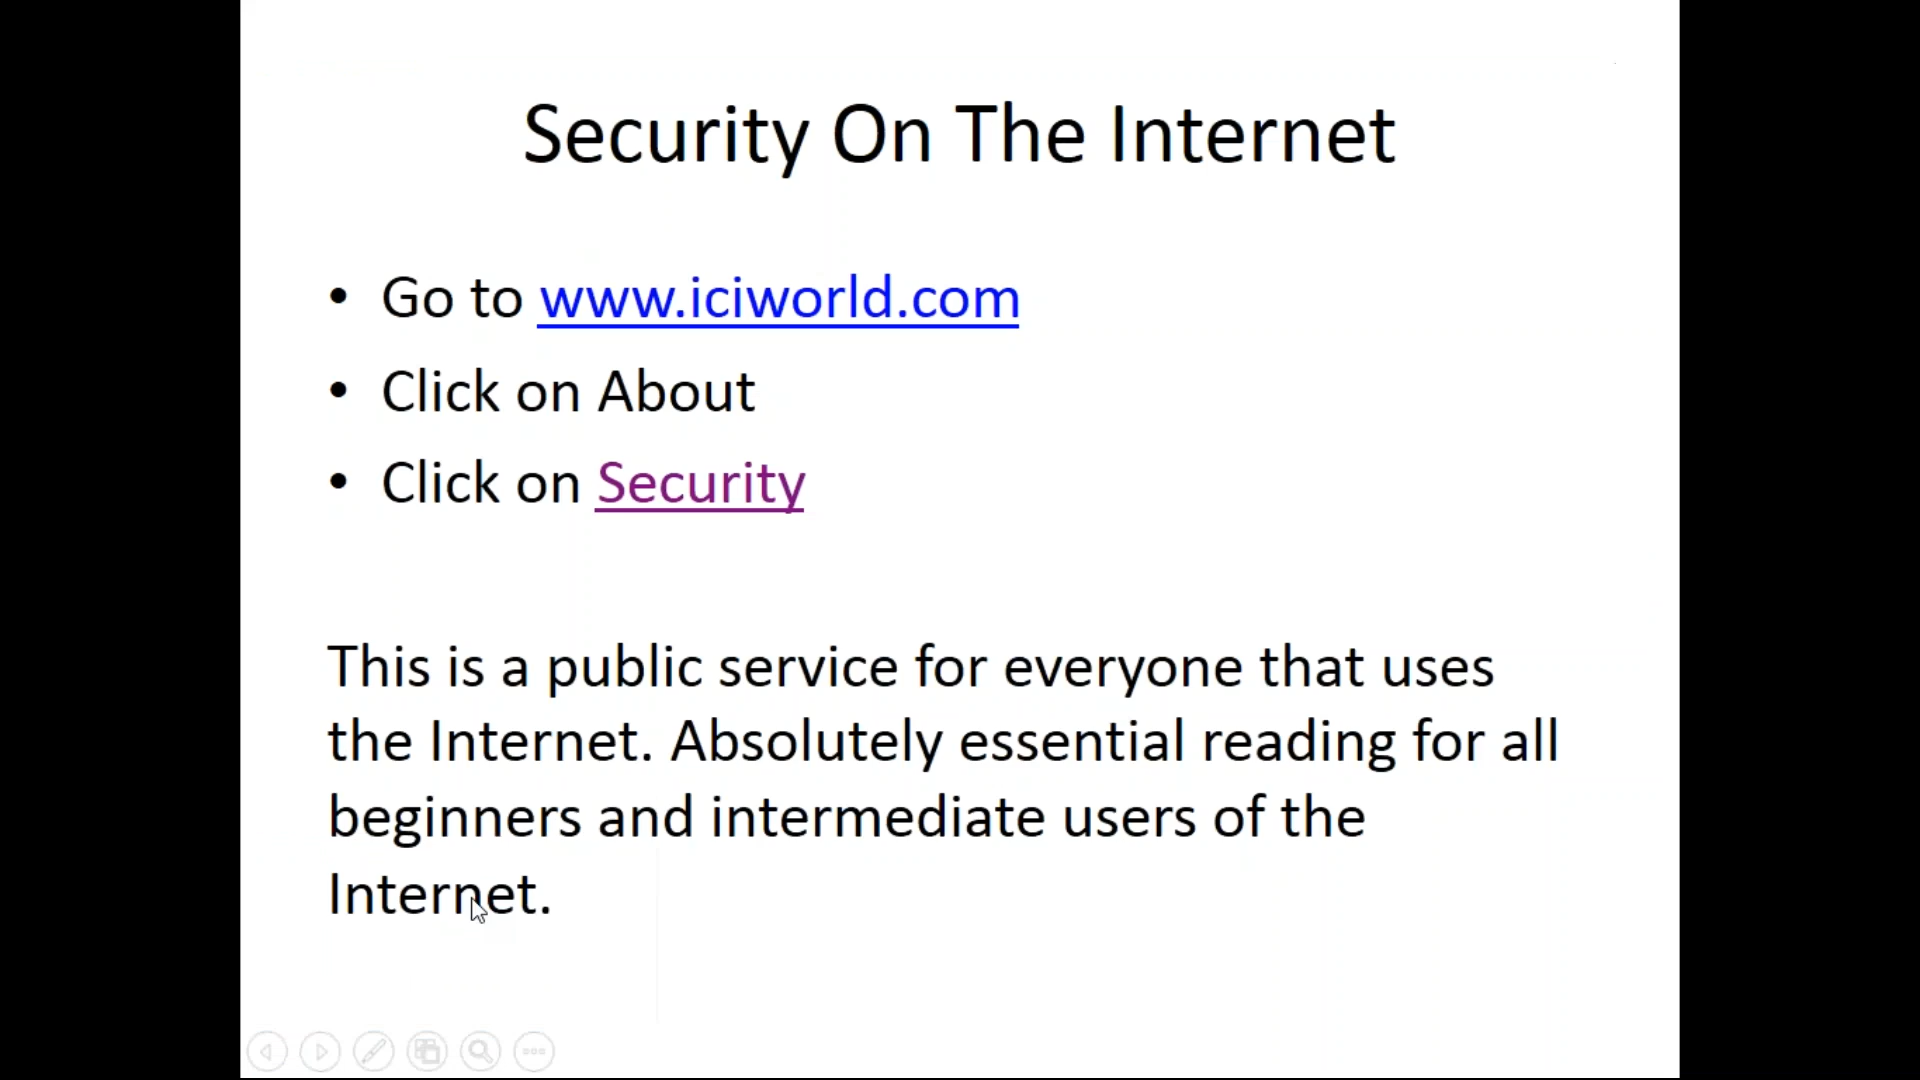 Security On The Internet
• Go to www.iciworld.com
• Click on About
• Click on Security
This is a public service for everyone that uses
the Internet. Absolutely essential reading for all
beginners and intermediate users of the
Internet.